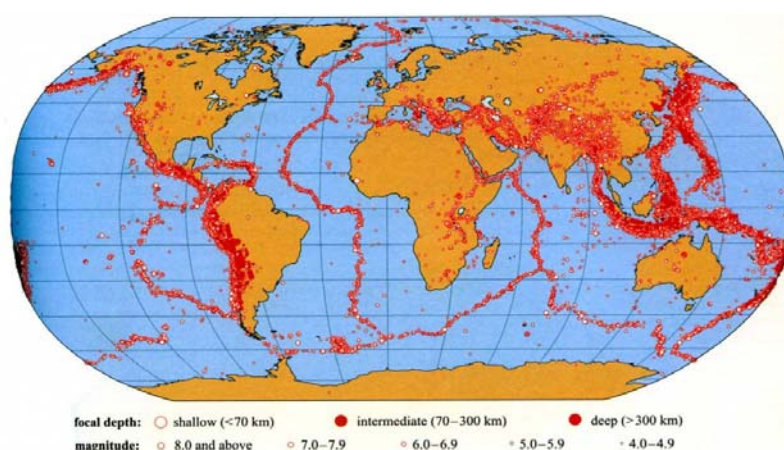 focal depth: shallow (<70 km) intermediate (70–300 km) deep (>300 km)
magnitude: 8.0 and above 7.0–7.9 6.0–6.9 5.0–5.9 4.0–4.9